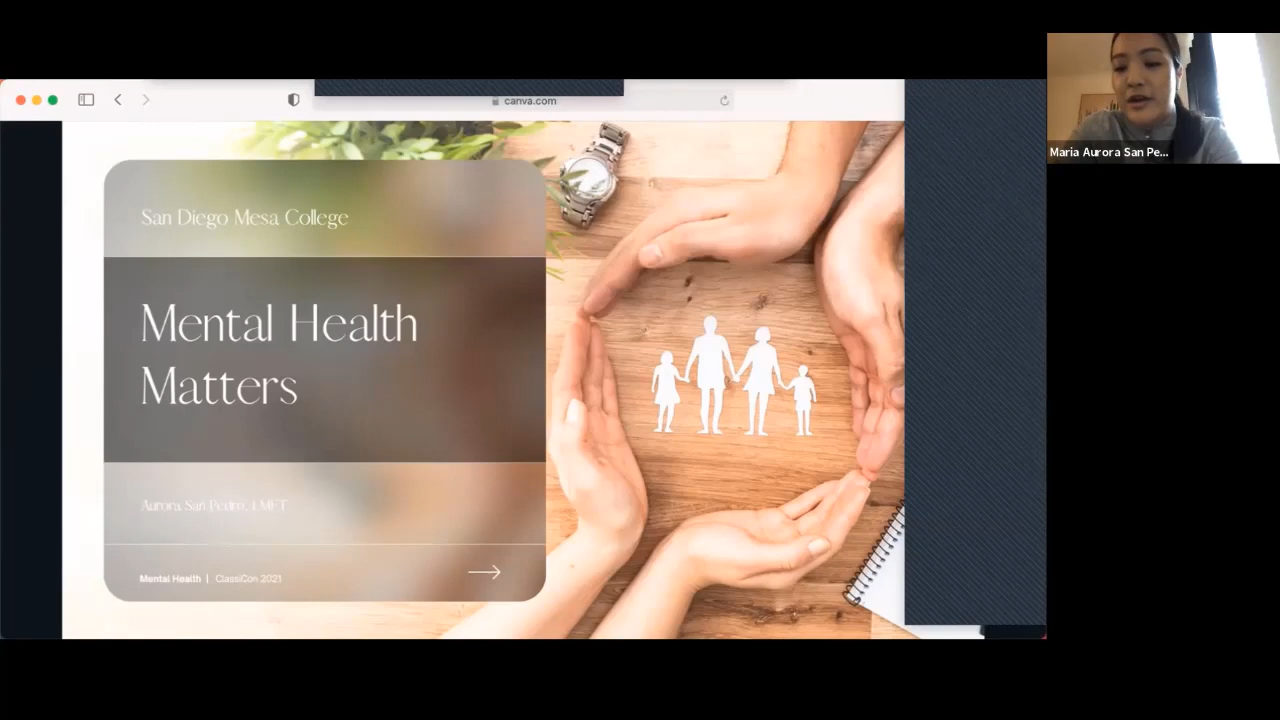 canva.com
San Diego Mesa College
Mental Health
Matters
Aurora San Pedro, LMFT
Mental Health | ClassiCon 2021
Maria Aurora San Pe...